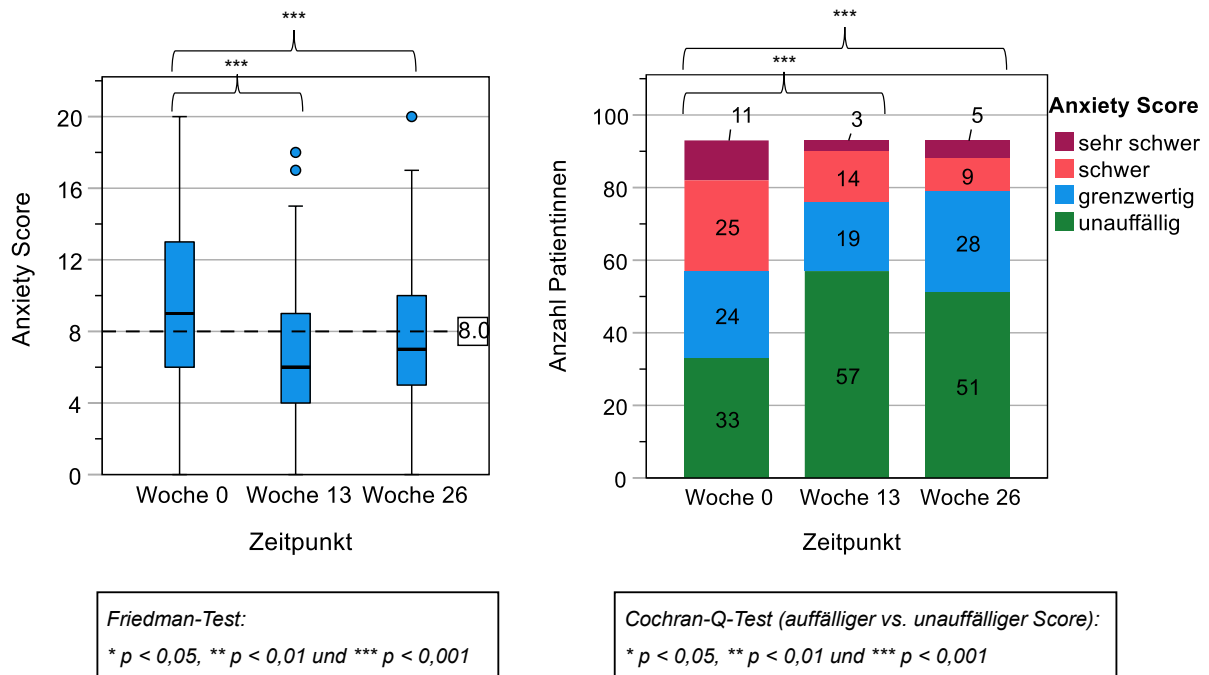 ***
***
20
16
12
8
4
0
8.0
Anxiety Score
Woche 0 Woche 13 Woche 26
Zeitpunkt
Friedman-Test:
* p < 0,05, ** p < 0,01 und *** p < 0,001
***
***
100
80
60
40
20
0
Anzahl Patientinnen
11 3 5
25 14 9
24 19 28
33 57 51
Woche 0 Woche 13 Woche 26
Zeitpunkt
Anxiety Score
sehr schwer
schwer
grenzwertig
unauffällig
Cochran-Q-Test (auffälliger vs. unauffälliger Score):
* p < 0,05, ** p < 0,01 und *** p < 0,001